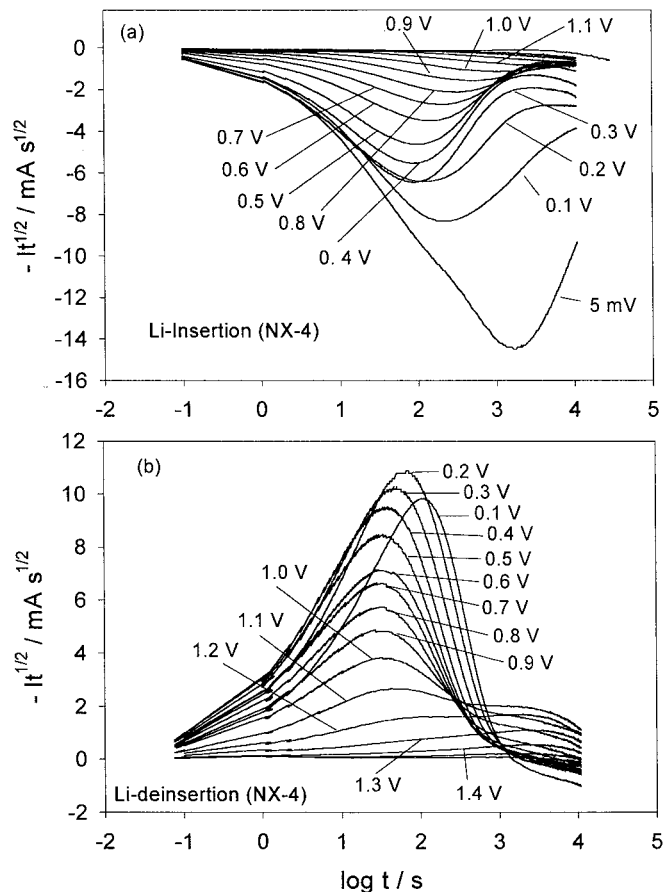 (a)
0.9 V
1.0 V
1.1 V
0
-2
-4
-6
-8
-10
-12
-14
-16
- It1/2 / mA s1/2
0.7 V
0.6 V
0.5 V
0.8 V
0. 4 V
0.3 V
0.2 V
0.1 V
5 mV
Li-Insertion (NX-4)
-2 -1 0 1 2 3 4 5
(b)
12
10
8
6
4
2
0
-2
- It1/2 / mA s1/2
0.2 V
0.3 V
0.1 V
0.4 V
0.5 V
0.6 V
0.7 V
0.8 V
0.9 V
1.0 V
1.1 V
1.2 V
1.3 V
1.4 V
Li-deinsertion (NX-4)
-2 -1 0 1 2 3 4 5
log t / s